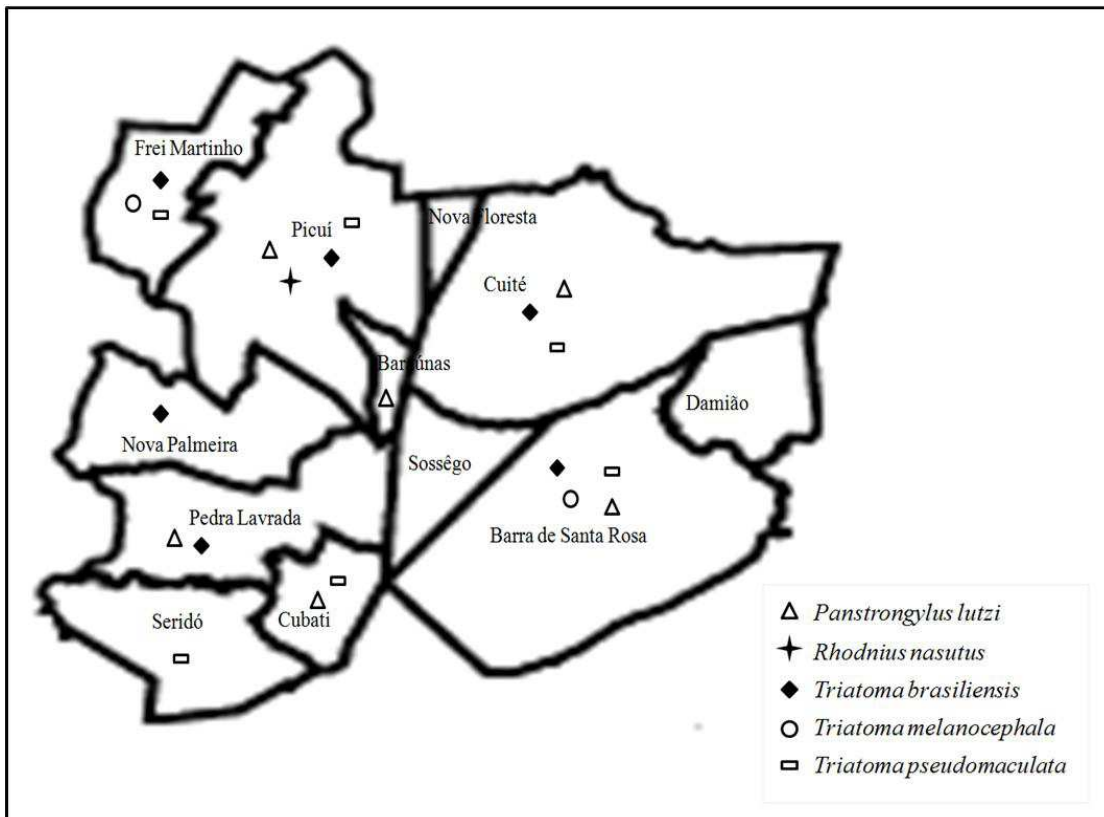 Frei Martinho
Nova Floresta
Picuí
Cuité
Baraúnas
Damião
Nova Palmeira
Sossêgo
Pedra Lavrada
Barra de Santa Rosa
Seridó
Cubati
Panstrongylus lutzi
Rhodnius nasutus
Triatoma brasiliensis
Triatoma melanocephala
Triatoma pseudomaculata